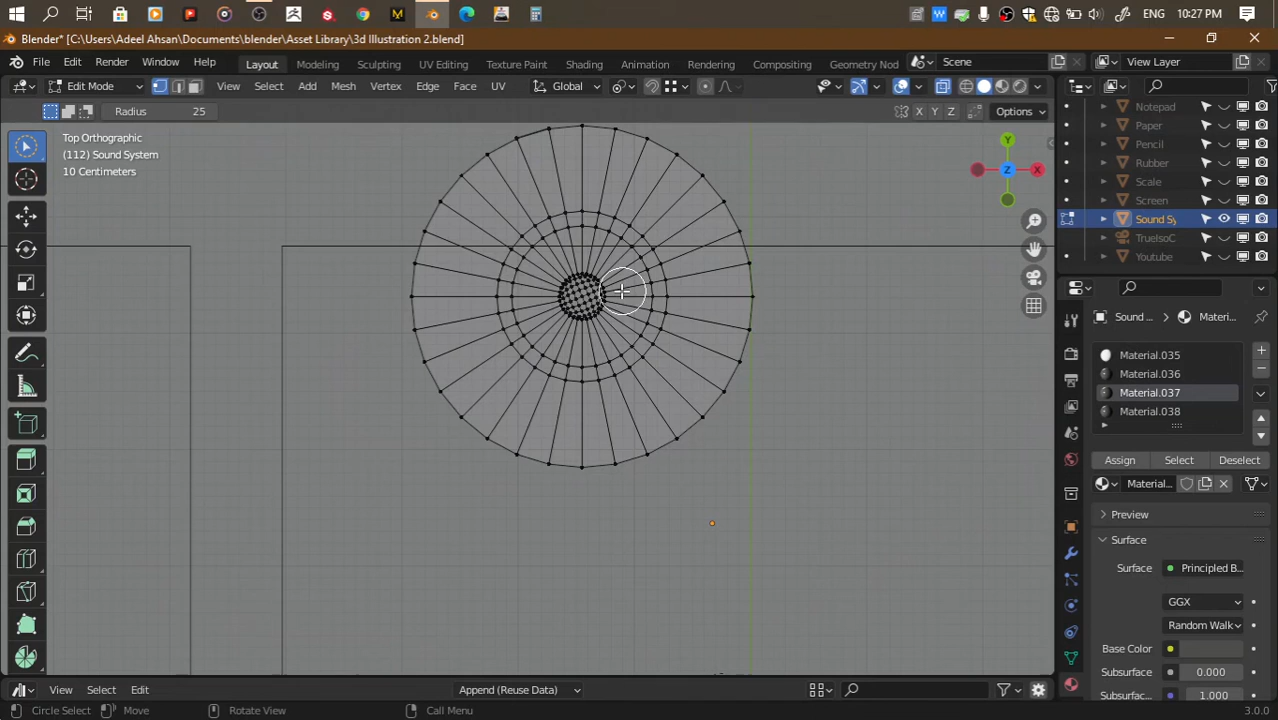 ENG 10:27 PM
Blender* [C:\Users\Adeel Ahsan\Documents\blender\Asset Library\3d Illustration 2.blend]
File Edit Render Window Help Layout Modeling Sculpting UV Editing Texture Paint Shading Animation Rendering Compositing Geometry Nod Scene View Layer
Edit Mode View Select Add Mesh Vertex Edge Face UV Global
Radius 25 X Y Z Options
Top Orthographic
(112) Sound System
10 Centimeters
Y
Z
X
Notepad
Paper
Pencil
Rubber
Scale
Screen
Sound Sy
TrueIsoC
Youtube
Sound ... Materi...
Material.035
Material.036
Material.037
Material.038
Assign Select Deselect
Material...
Preview
Surface
Surface Principled B...
GGX
Random Walk
Base Color
Subsurface 0.000
Subsurfac.. 1.000
View Select Edit Append (Reuse Data)
Circle Select Move Rotate View Call Menu 3.0.0